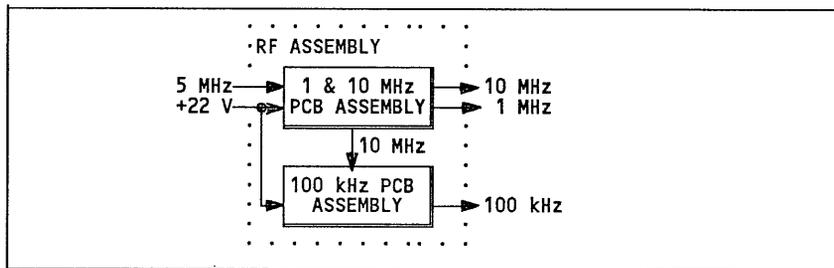 RF ASSEMBLY
5 MHz
1 & 10 MHz
10 MHz
+22 V
PCB ASSEMBLY
1 MHz
10 MHz
100 kHz PCB
ASSEMBLY
100 kHz